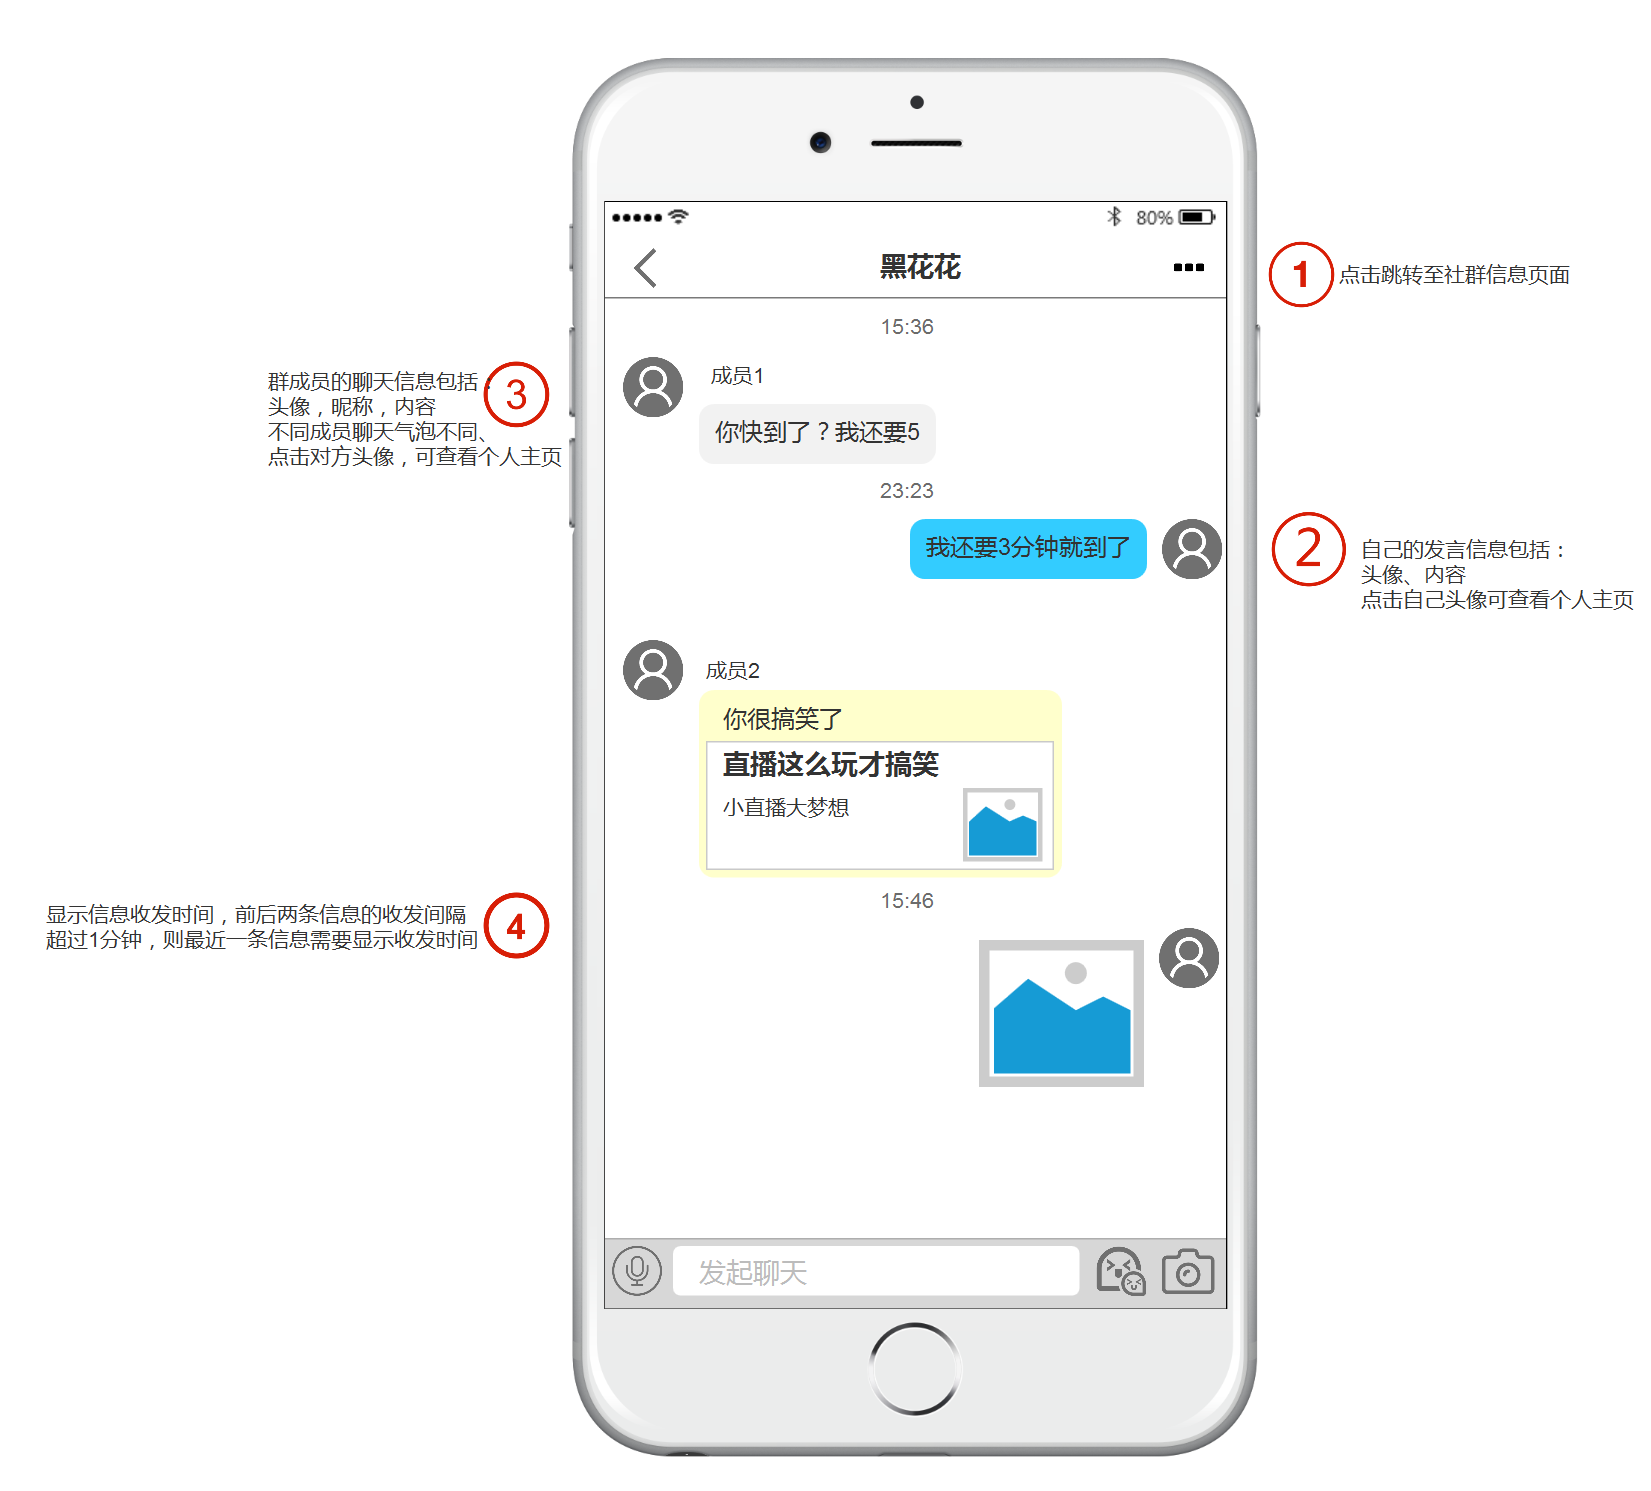 80%
黑花花
1
点击跳转至社群信息页面
15:36
群成员的聊天信息包括：
头像，昵称，内容
不同成员聊天气泡不同、
点击对方头像，可查看个人主页
3
成员1
你快到了？我还要5
23:23
我还要3分钟就到了
2
自己的发言信息包括：
头像、内容
点击自己头像可查看个人主页
成员2
你很搞笑了
直播这么玩才搞笑
小直播大梦想
显示信息收发时间，前后两条信息的收发间隔
超过1分钟，则最近一条信息需要显示收发时间
4
15:46
发起聊天